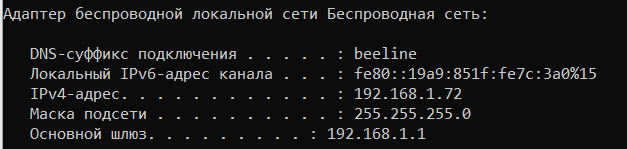 Адаптер беспроводной локальной сети Беспроводная сеть:
DNS-суффикс подключения . . . . . : beeline
Локальный IPv6-адрес канала . . . : fe80::19a9:851f:fe7c:3a0%15
IPv4-адрес. . . . . . . . . . . . : 192.168.1.72
Маска подсети . . . . . . . . . . : 255.255.255.0
Основной шлюз. . . . . . . . . : 192.168.1.1